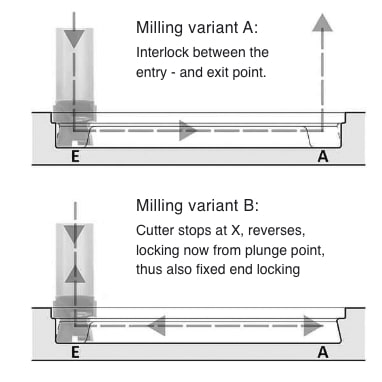 Milling variant A:
Interlock between the
entry - and exit point.
E A
Milling variant B:
Cutter stops at X, reverses,
locking now from plunge point,
thus also fixed end locking
E A